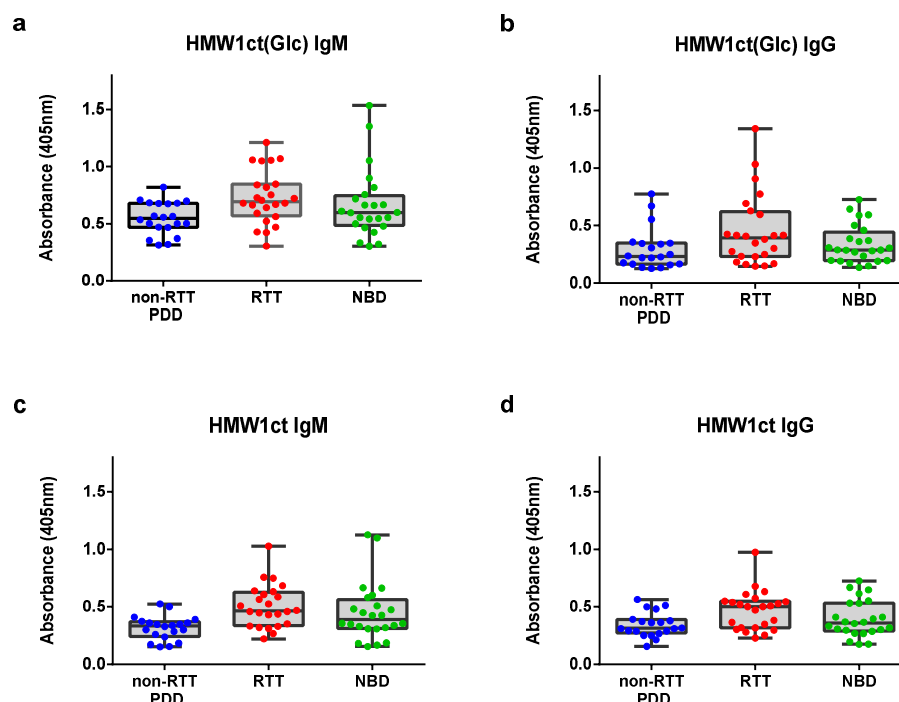 a
HMW1ct(Glc) IgM
Absorbance (405nm)
1.5
1.0
0.5
0.0
non-RTT
PDD
RTT
NBD
b
HMW1ct(Glc) IgG
Absorbance (405nm)
1.5
1.0
0.5
0.0
non-RTT
PDD
RTT
NBD
c
HMW1ct IgM
Absorbance (405nm)
1.5
1.0
0.5
0.0
non-RTT
PDD
RTT
NBD
d
HMW1ct IgG
Absorbance (405nm)
1.5
1.0
0.5
0.0
non-RTT
PDD
RTT
NBD